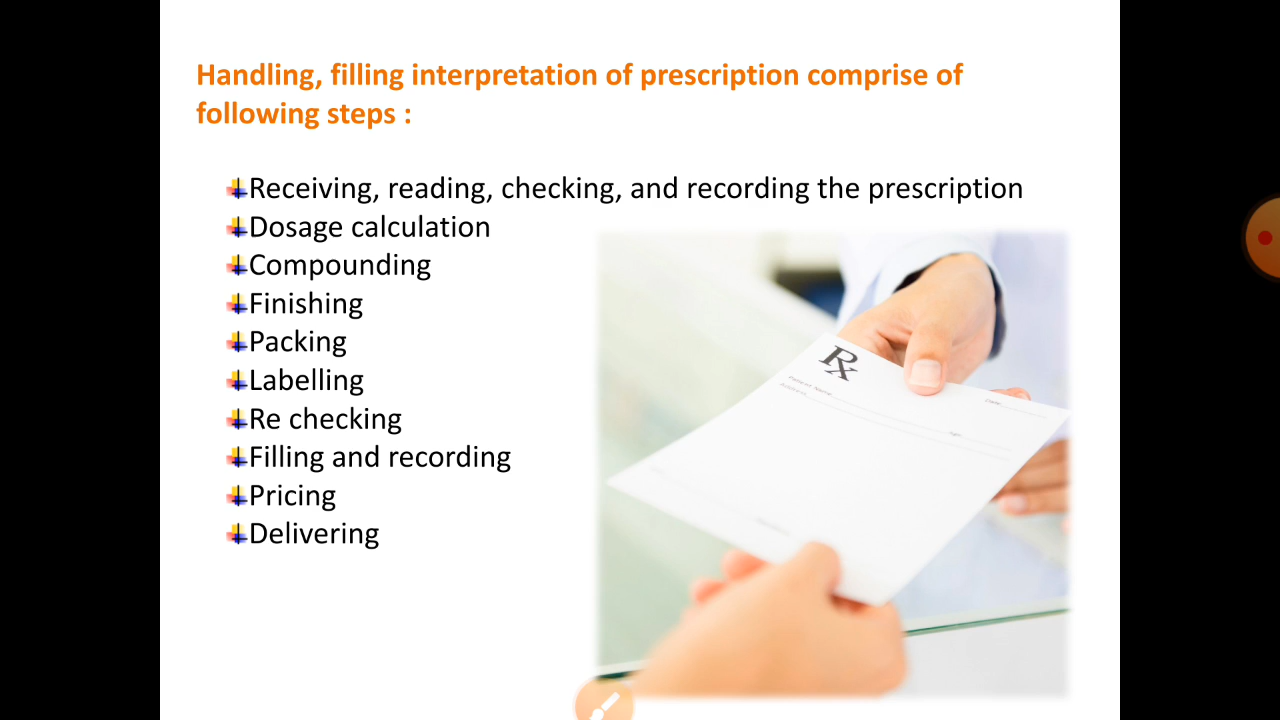 Handling, filling interpretation of prescription comprise of
following steps :
Receiving, reading, checking, and recording the prescription
Dosage calculation
Compounding
Finishing
Packing
Labelling
Re checking
Filling and recording
Pricing
Delivering
Rx